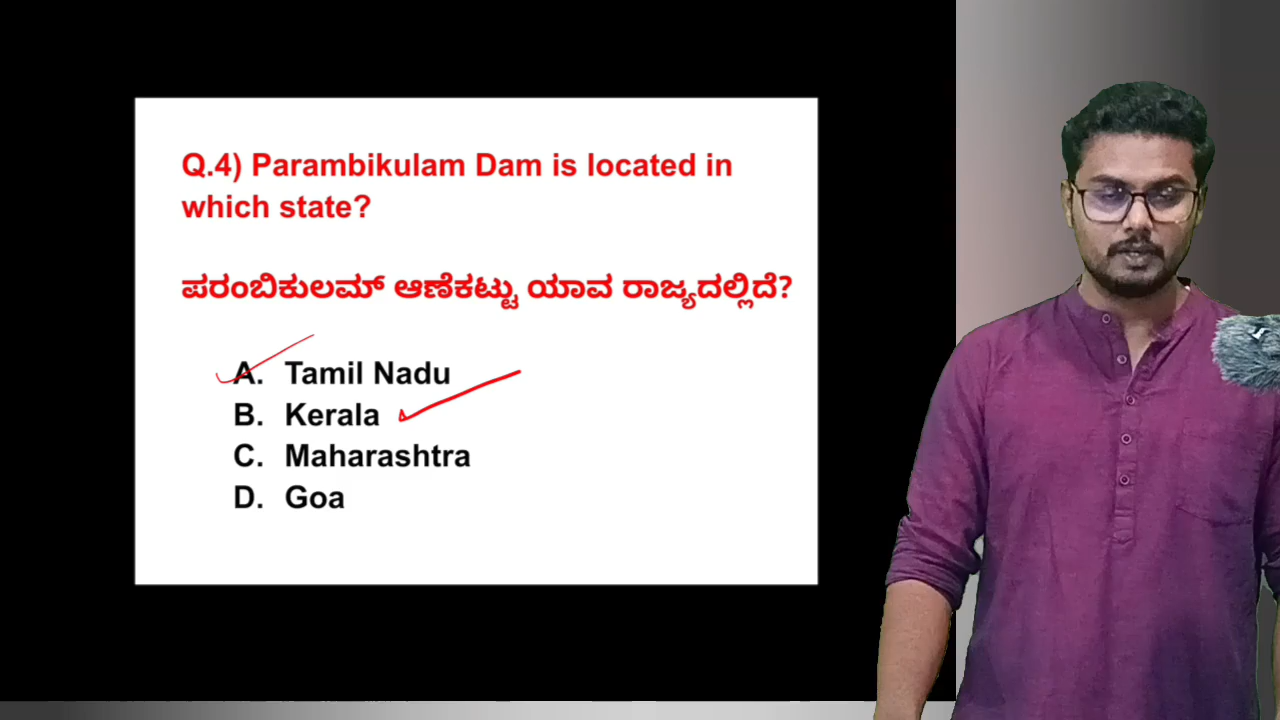 Q.4) Parambikulam Dam is located in
which state?
ಪರಂಬಿಕುಲಮ್ ಆಣೆಕಟ್ಟು ಯಾವ ರಾಜ್ಯದಲ್ಲಿದೆ?
A. Tamil Nadu
B. Kerala
C. Maharashtra
D. Goa